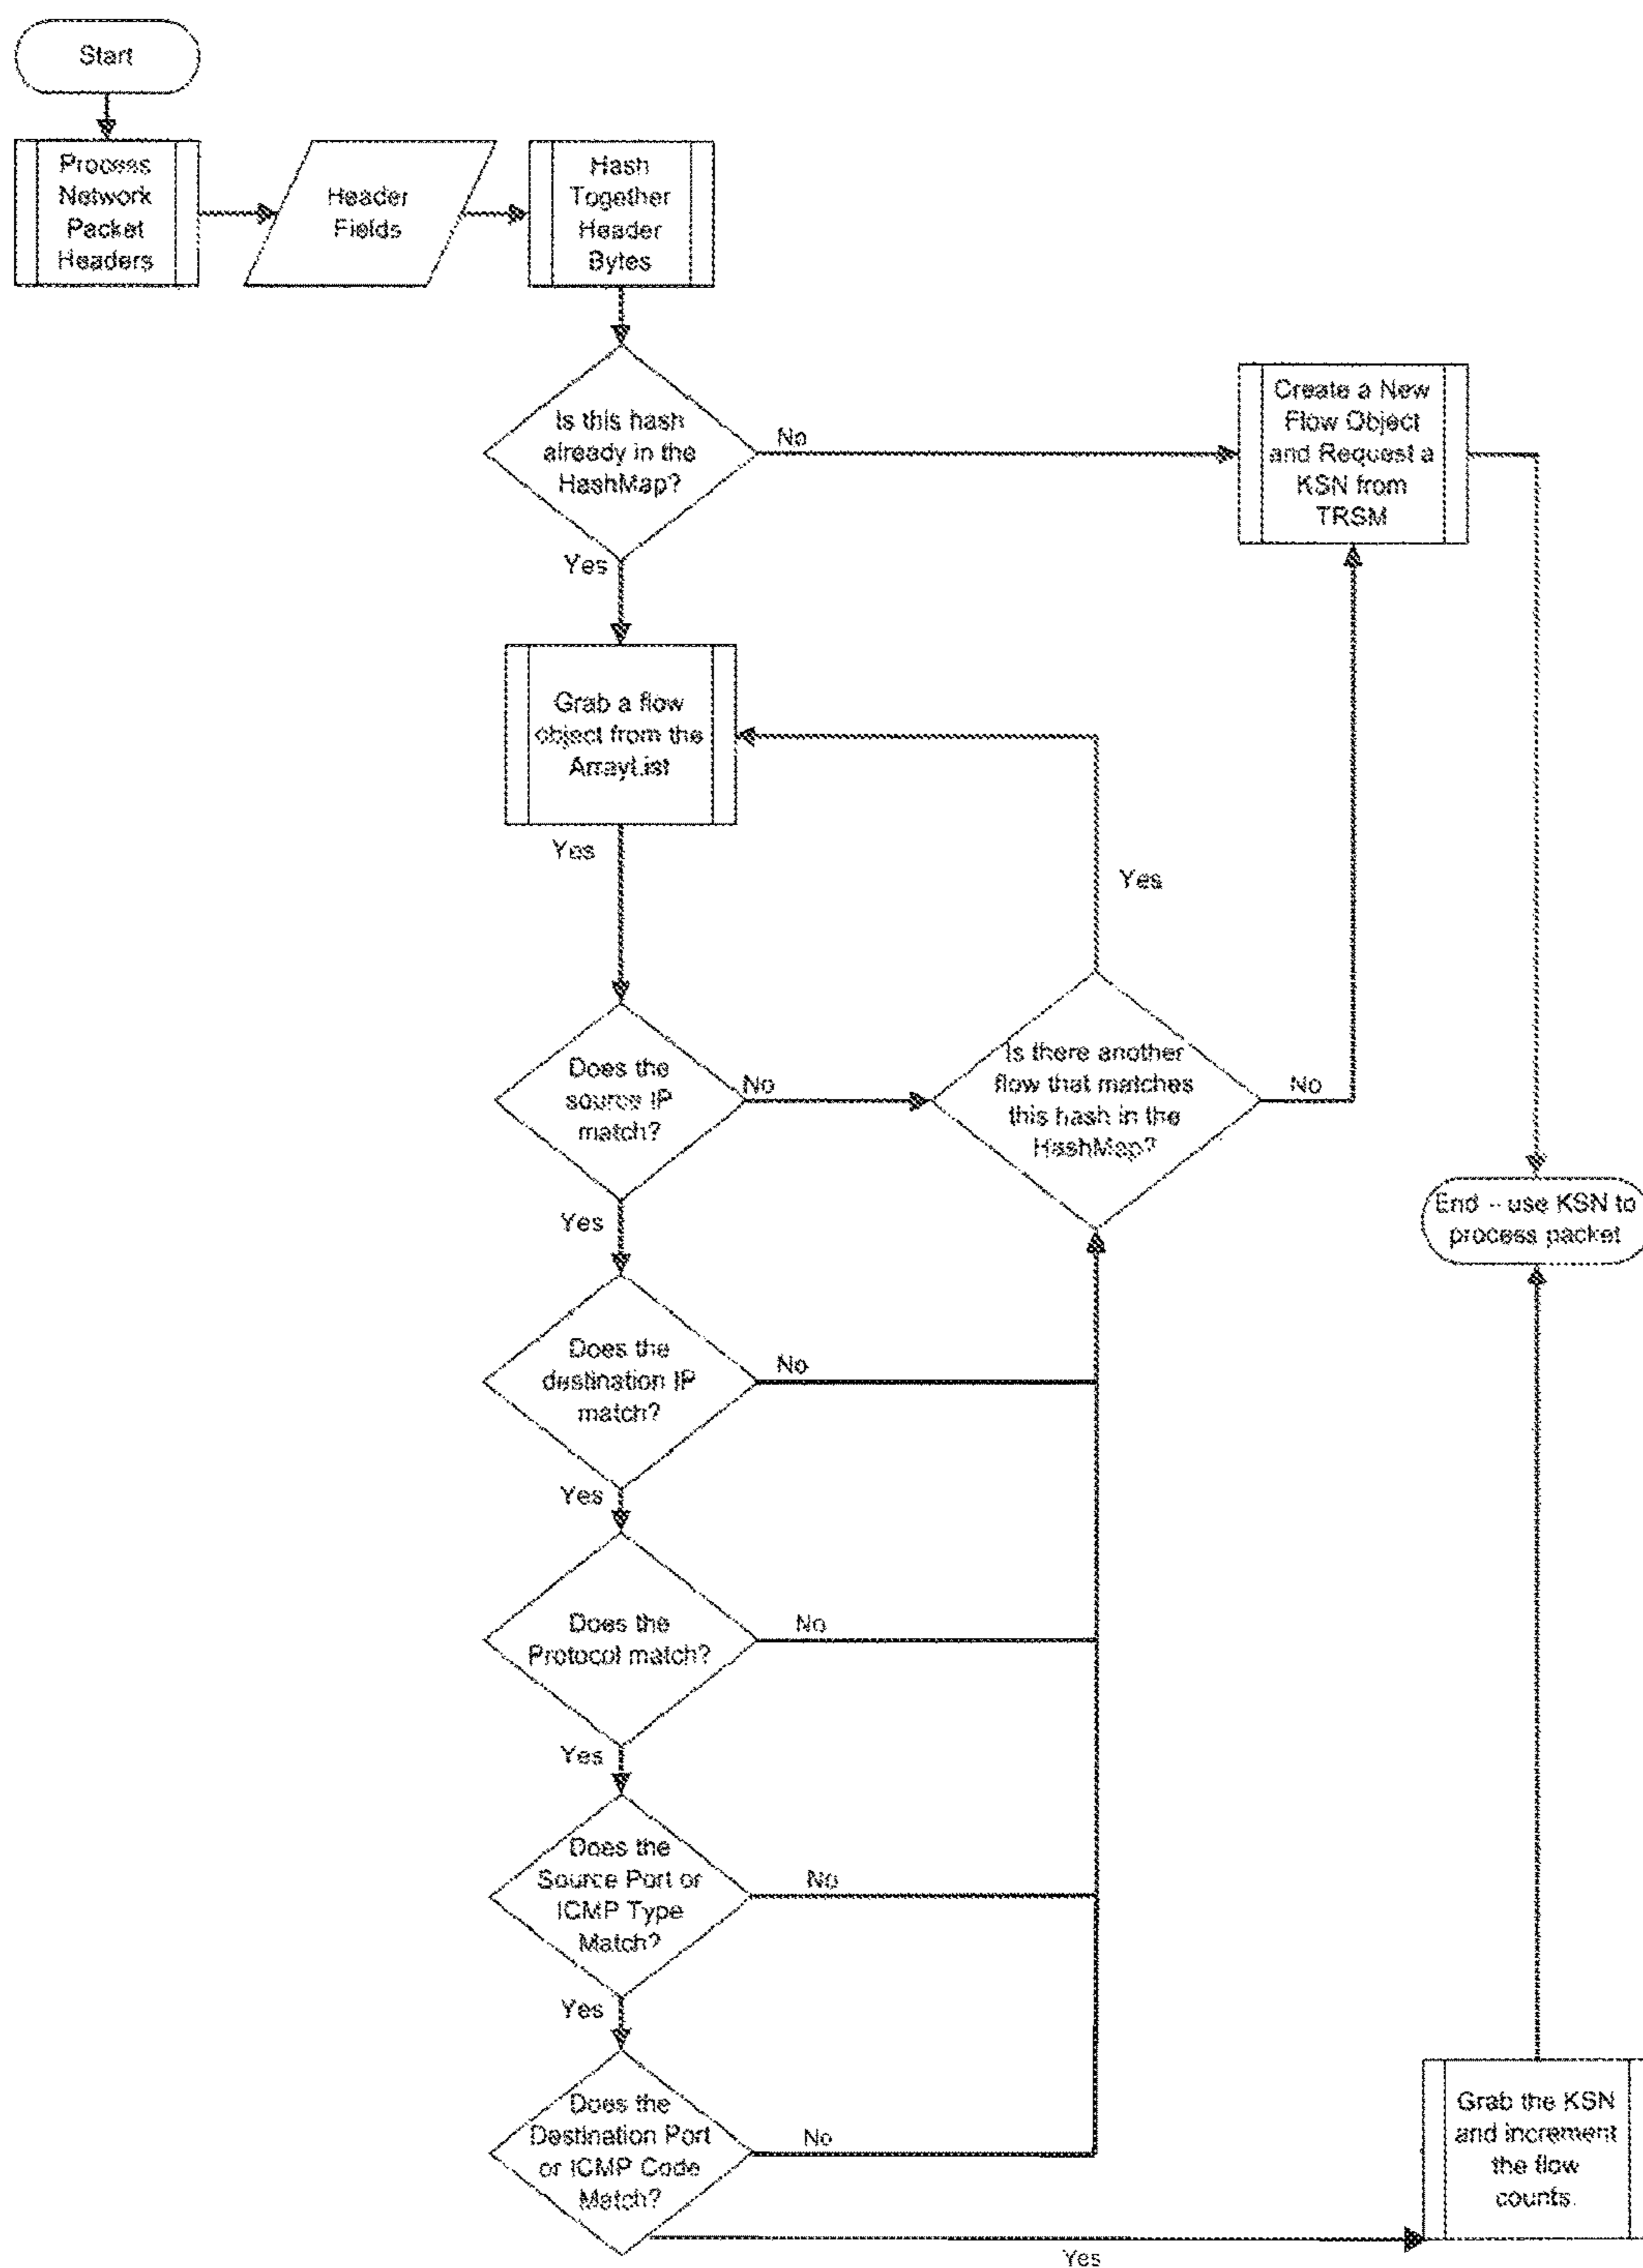 Start
Process
Network
Packet
Headers
Header
Fields
Hash
Together
Header
Bytes
Is this hash
already in the
HashMap?
No
Yes
Create a New
Flow Object
and Request a
KSN from
TRSM
Grab a flow
object from the
ArrayList
Yes
Yes
Does the
source IP
match?
No
Is there another
flow that matches
this hash in the
HashMap?
No
Yes
End -- use KSN to
process packet
Does the
destination IP
match?
No
Yes
Does the
Protocol match?
No
Yes
Does the
Source Port or
ICMP Type
Match?
No
Yes
Does the
Destination Port
or ICMP Code
Match?
No
Yes
Grab the KSN
and increment
the flow
counts.